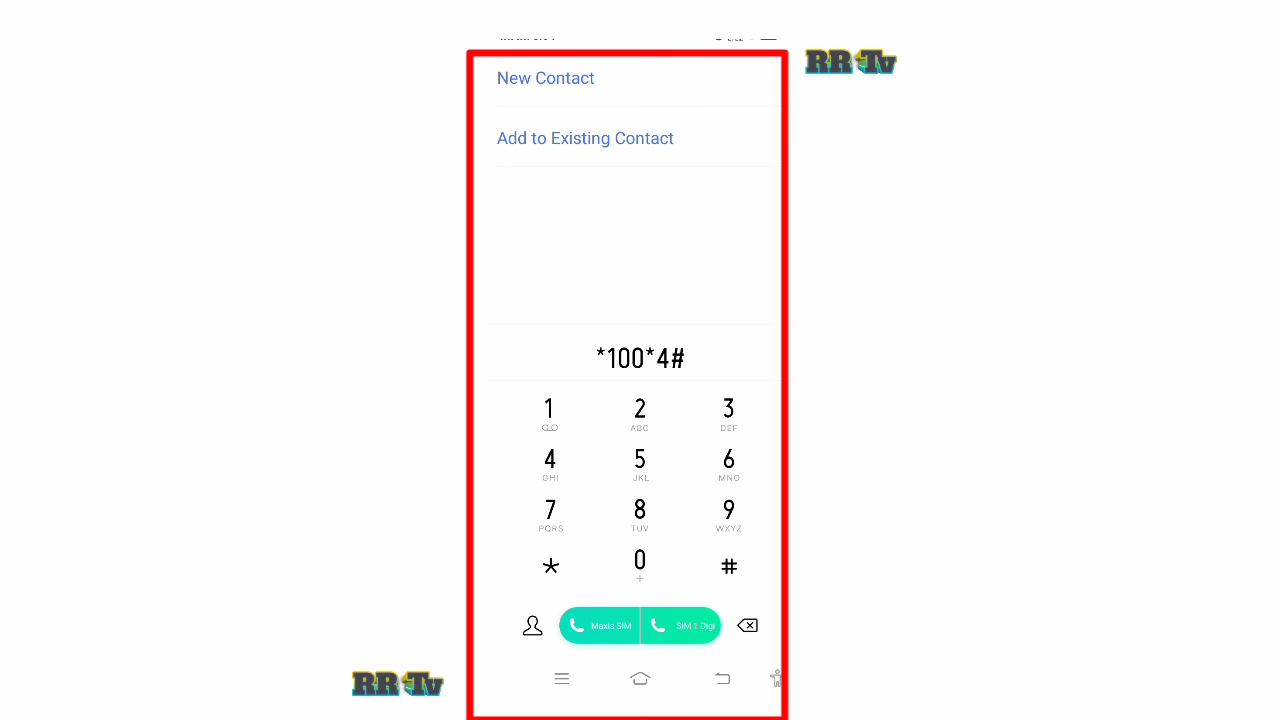 RR Tv
New Contact
Add to Existing Contact
*100*4#
1 2 3
ABC DEF
4 5 6
GHI JKL MNO
7 8 9
PQRS TUV WXYZ
* 0 #
+
Maxis SIM SIM 1 Digi
RR Tv